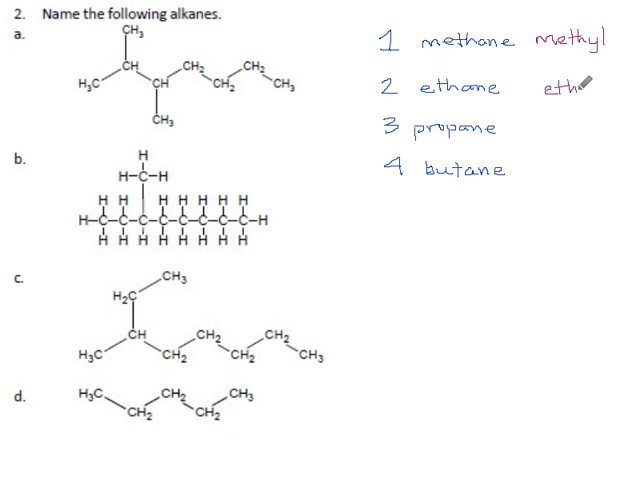 2. Name the following alkanes.
a.
CH3
CH CH2 CH2
H3C CH CH2 CH3
CH3
b.
H
H-C-H
H H H H H H H
H-C-C-C-C-C-C-C-C-H
H H H H H H H H
c.
CH3
H2C
CH CH2 CH2
H3C CH2 CH2 CH3
d.
H3C CH2 CH3
CH2 CH2
1 methane methyl
2 ethane eth
3 propane
4 butane